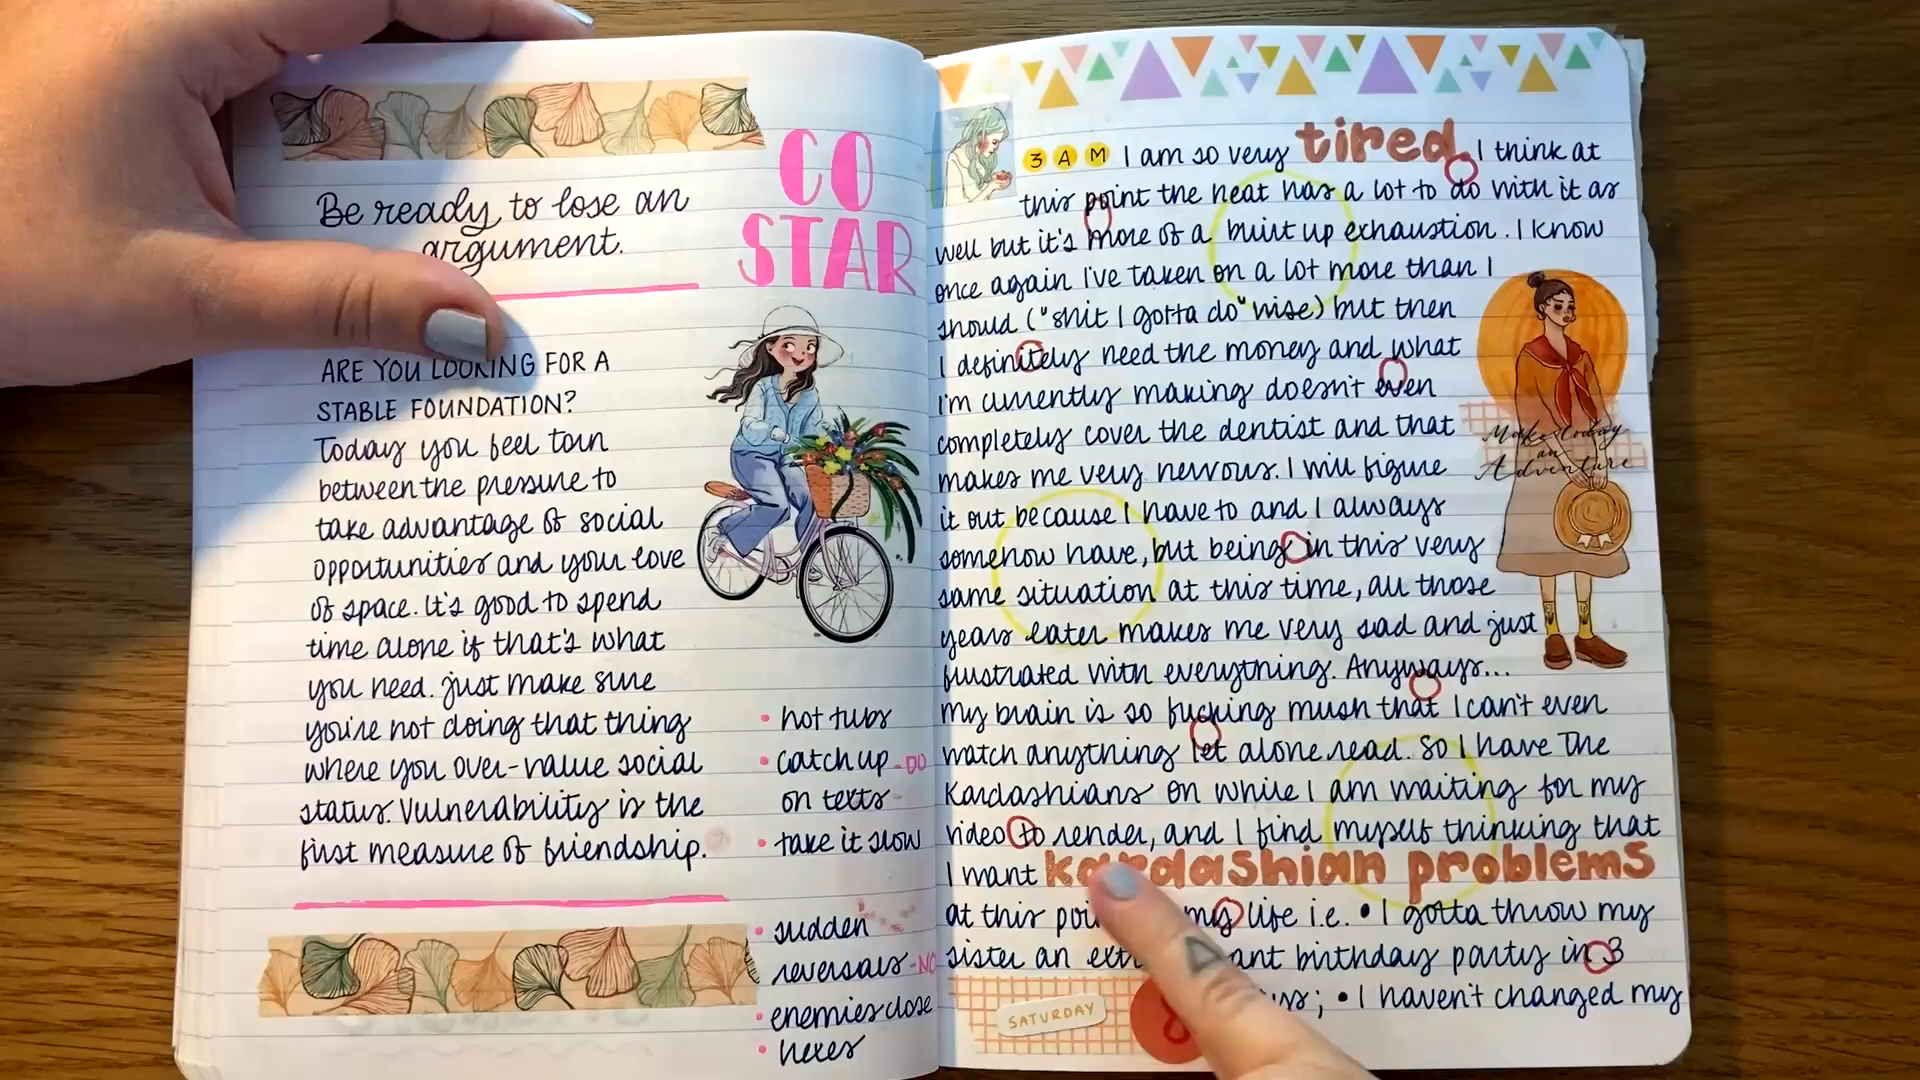 CO
STAR
Be ready to lose an
argument.
ARE YOU LOOKING FOR A
STABLE FOUNDATION?
Today you feel torn
between the pressure to
take advantage of social
opportunities and your love
of space. It's good to spend
time alone if that's what
you need. just make sure
you're not doing that thing
where you over-value social
status. Vulnerability is the
first measure of friendship.
• hot tubs
• catch up - DO
on texts
• take it slow
• sudden
reversals - NO
• enemies close
• hexes
3 AM I am so very tired. I think at
this point the heat has a lot to do with it as
well but it's more of a built up exhaustion. I know
once again I've taken on a lot more than I
should ("shit I gotta do" wise) but then
I definitely need the money and what
I'm currently making doesn't even
completely cover the dentist and that
makes me very nervous. I will figure
it out because I have to and I always
somehow have, but being in this very
same situation at this time, all those
years later makes me very sad and just
frustrated with everything. Anyways...
My brain is so fucking mush that I can't even
watch anything let alone read. So I have The
Kardashians on while I am waiting for my
video to render, and I find myself thinking that
I want kardashian problems
at this my life i.e. • I gotta throw my
sister an birthday party in 3
; • I haven't changed my
Make today
an
Adventure
SATURDAY